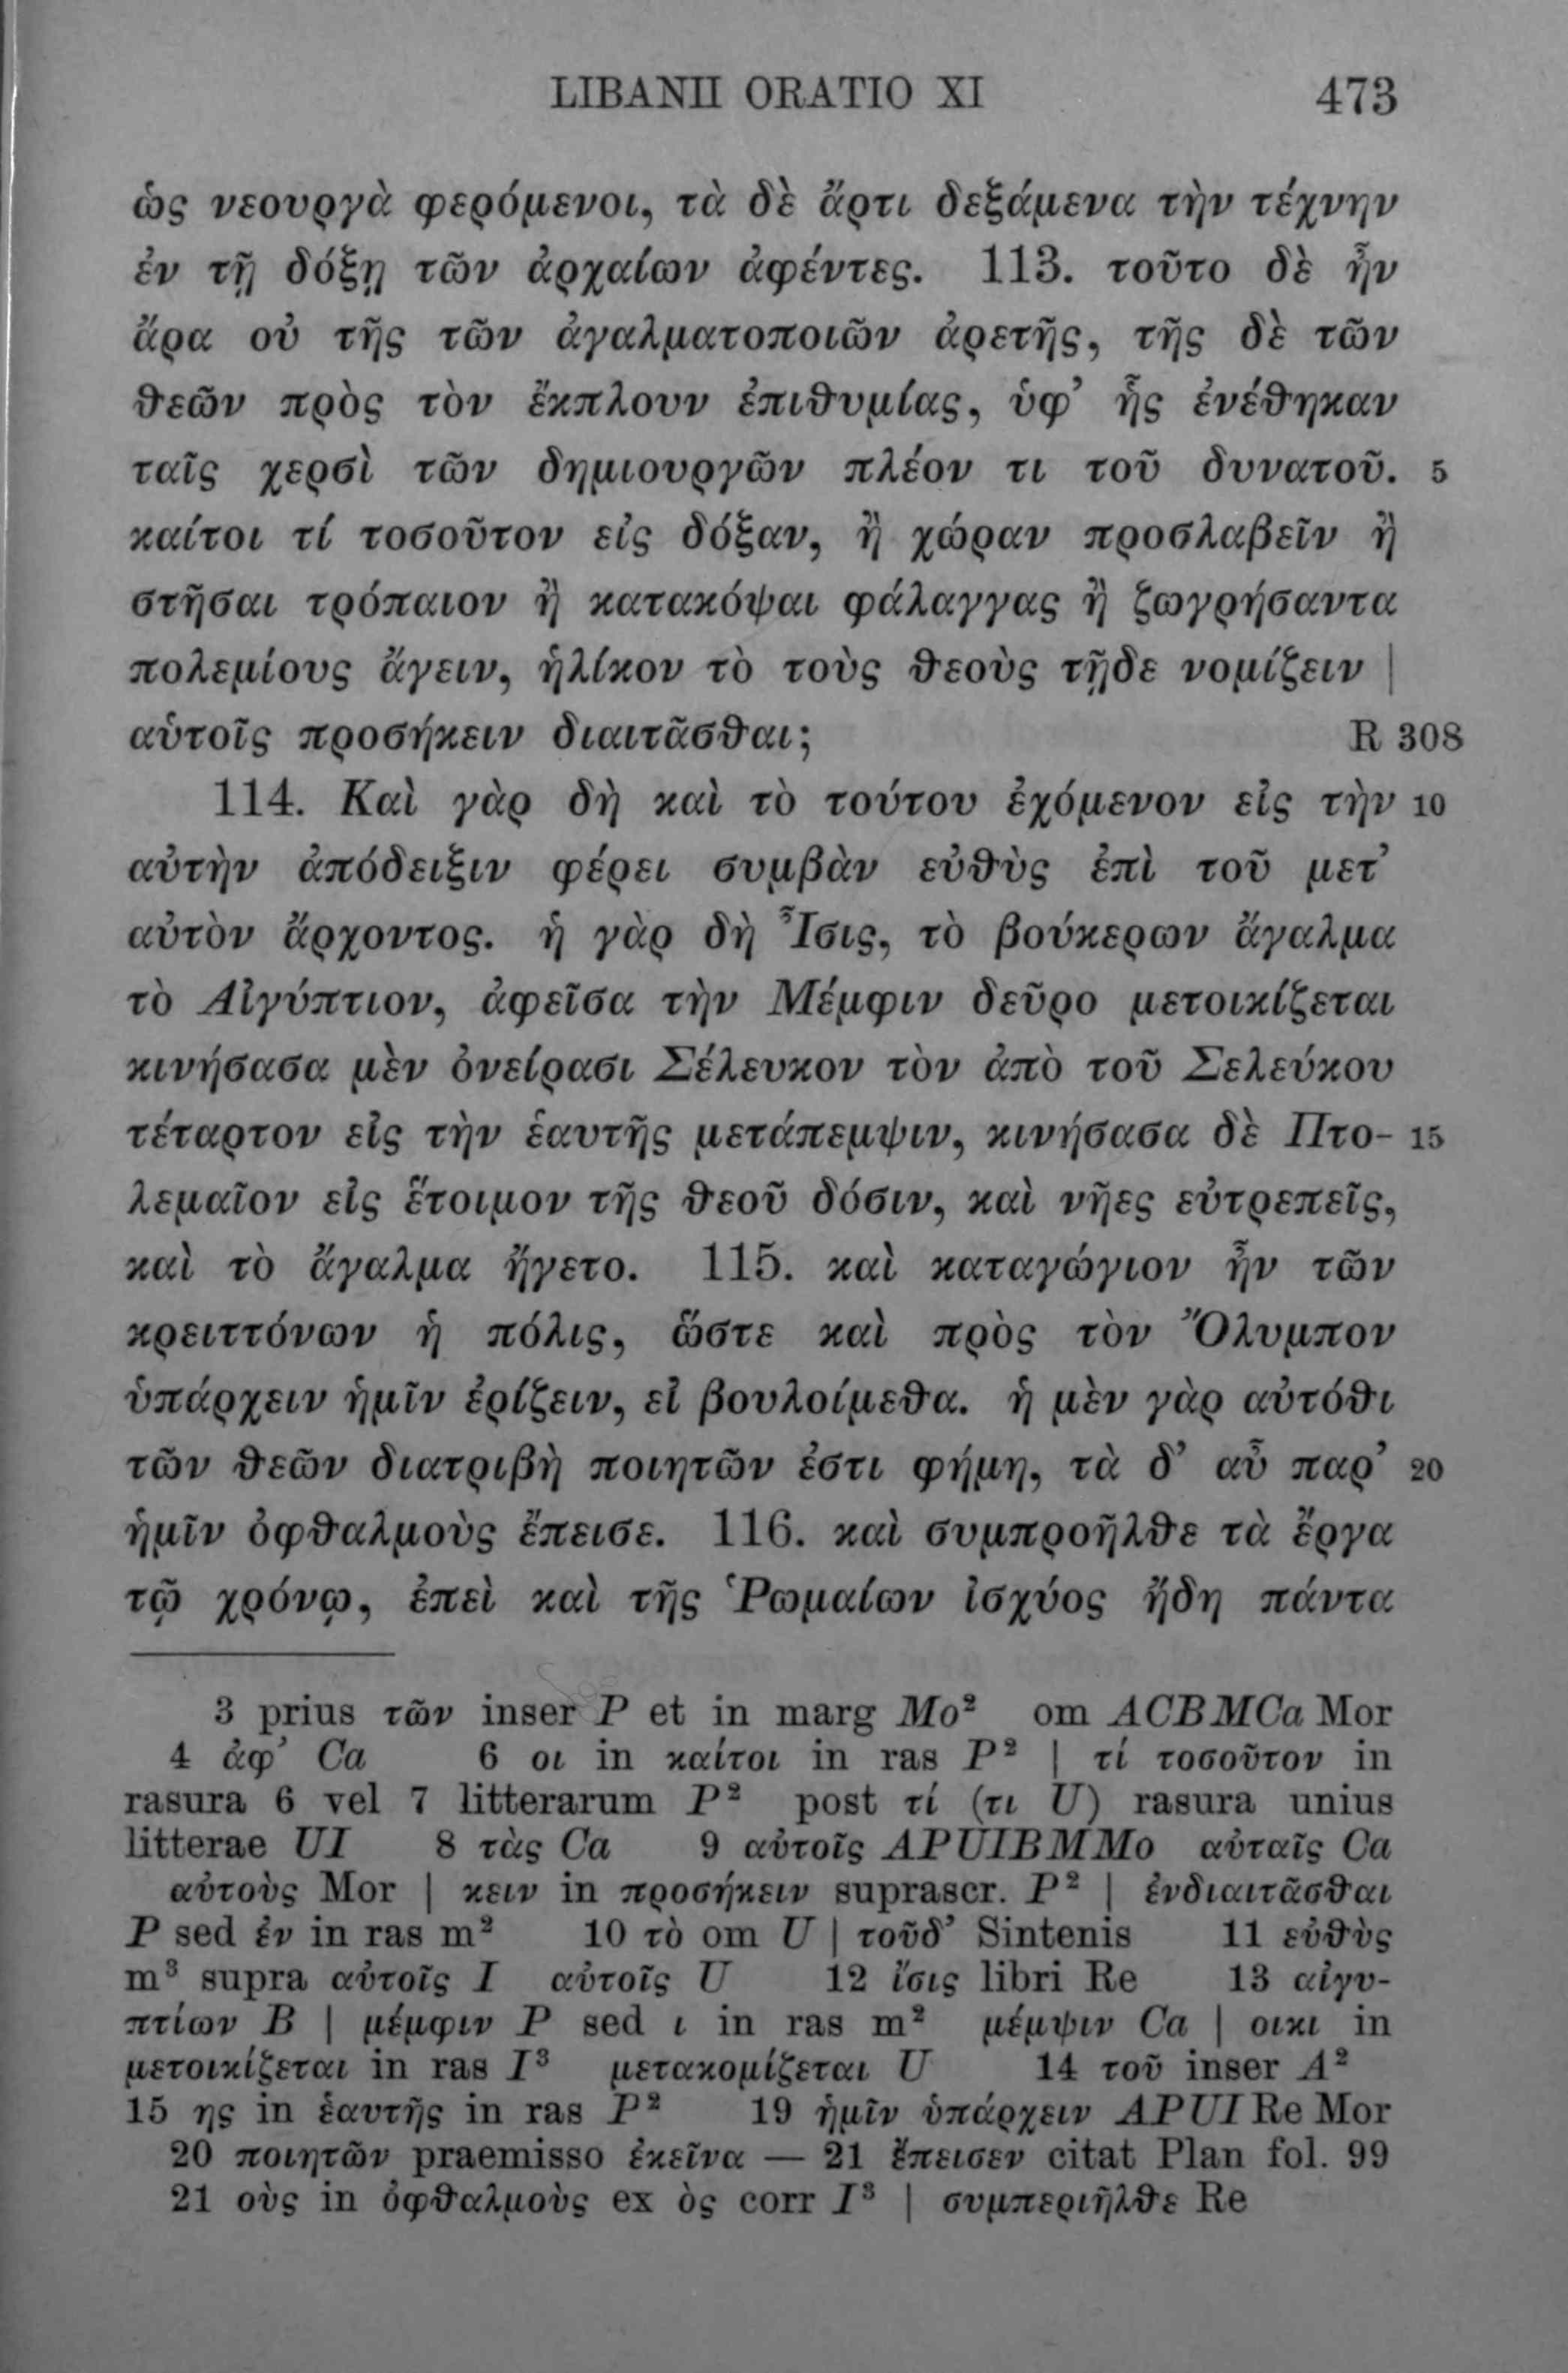 LIBANII ORATIO XI 473
ὡς νεουργὰ φερόμενοι, τὰ δὲ ἄρτι δεξάμενα τὴν τέχνην
ἐν τῇ δόξῃ τῶν ἀρχαίων ἀφέντες. 113. τοῦτο δὲ ἦν
ἄρα οὐ τῆς τῶν ἀγαλματοποιῶν ἀρετῆς, τῆς δὲ τῶν
θεῶν πρὸς τὸν ἔκπλουν ἐπιθυμίας, ὑφ’ ἧς ἐνέθηκαν
ταῖς χερσὶ τῶν δημιουργῶν πλέον τι τοῦ δυνατοῦ. 5
καίτοι τί τοσοῦτον εἰς δόξαν, ἢ χώραν προσλαβεῖν ἢ
στῆσαι τρόπαιον ἢ κατακόψαι φάλαγγας ἢ ζωγρήσαντα
πολεμίους ἄγειν, ἡλίκον τὸ τοὺς θεοὺς τῇδε νομίζειν |
αὑτοῖς προσήκειν διαιτᾶσθαι; R 308
114. Καὶ γὰρ δὴ καὶ τὸ τούτου ἐχόμενον εἰς τὴν 10
αὐτὴν ἀπόδειξιν φέρει συμβὰν εὐθὺς ἐπὶ τοῦ μετ’
αὐτὸν ἄρχοντος. ἡ γὰρ δὴ Ἶσις, τὸ βούκερων ἄγαλμα
τὸ Αἰγύπτιον, ἀφεῖσα τὴν Μέμφιν δεῦρο μετοικίζεται
κινήσασα μὲν ὀνείρασι Σέλευκον τὸν ἀπὸ τοῦ Σελεύκου
τέταρτον εἰς τὴν ἑαυτῆς μετάπεμψιν, κινήσασα δὲ Πτο- 15
λεμαῖον εἰς ἕτοιμον τῆς θεοῦ δόσιν, καὶ νῆες εὐτρεπεῖς,
καὶ τὸ ἄγαλμα ἤγετο. 115. καὶ καταγώγιον ἦν τῶν
κρειττόνων ἡ πόλις, ὥστε καὶ πρὸς τὸν Ὄλυμπον
ὑπάρχειν ἡμῖν ἐρίζειν, εἰ βουλοίμεθα. ἡ μὲν γὰρ αὐτόθι
τῶν θεῶν διατριβὴ ποιητῶν ἐστι φήμη, τὰ δ’ αὖ παρ’ 20
ἡμῖν ὀφθαλμοὺς ἔπεισε. 116. καὶ συμπροῆλθε τὰ ἔργα
τῷ χρόνῳ, ἐπεὶ καὶ τῆς Ῥωμαίων ἰσχύος ἤδη πάντα
3 prius τῶν inser P et in marg Mo² om ACBMCa Mor
4 ἀφ’ Ca 6 οι in καίτοι in ras P² | τί τοσοῦτον in
rasura 6 vel 7 litterarum P² post τί (τι U) rasura unius
litterae UI 8 τὰς Ca 9 αὐτοῖς APUIBMMo αὐταῖς Ca
αὐτοὺς Mor | κειν in προσήκειν suprascr. P² | ἐνδιαιτᾶσθαι
P sed ἐν in ras m² 10 τὸ om U | τοῦδ’ Sintenis 11 εὐθὺς
m³ supra αὐτοῖς I αὐτοῖς U 12 ἴσις libri Re 13 αἰγυ-
πτίων B | μέμφιν P sed ι in ras m² μέμψιν Ca | οικι in
μετοικίζεται in ras I³ μετακομίζεται U 14 τοῦ inser A²
15 ης in ἑαυτῆς in ras P² 19 ἡμῖν ὑπάρχειν APUI Re Mor
20 ποιητῶν praemisso ἐκεῖνα — 21 ἔπεισεν citat Plan fol. 99
21 οὺς in ὀφθαλμοὺς ex ὸς corr I³ | συμπεριῆλθε Re